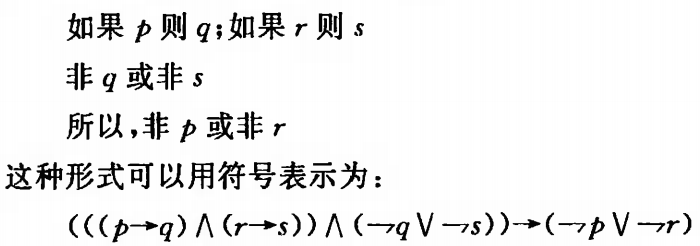 如果 p 则 q;如果 r 则 s
非 q 或非 s
所以,非 p 或非 r
这种形式可以用符号表示为:
(((p→q)∧(r→s))∧(¬q∨¬s))→(¬p∨¬r)